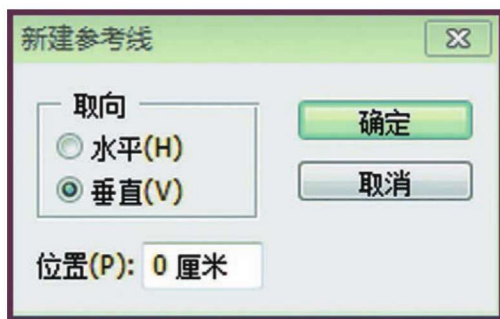 新建参考线
取向
水平(H)
垂直(V)
确定
取消
位置(P): 0 厘米